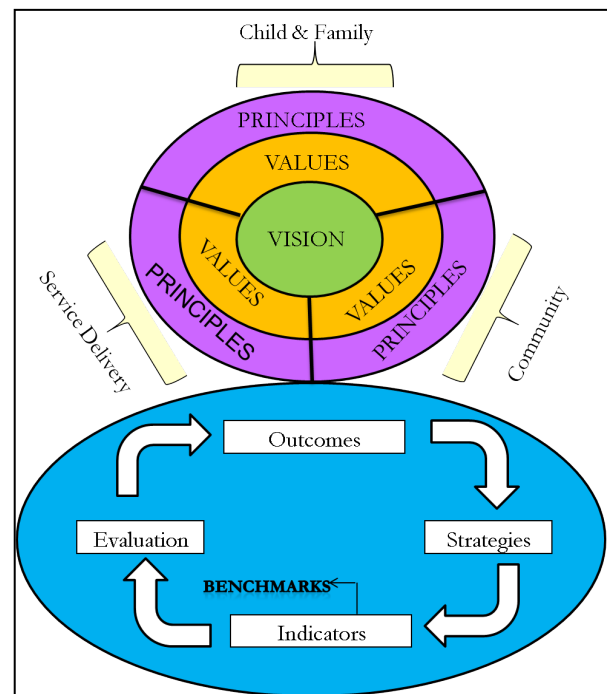 Child & Family
PRINCIPLES
VALUES
VISION
VALUES
VALUES
PRINCIPLES
PRINCIPLES
Service Delivery
Community
Outcomes
Evaluation
Strategies
BENCHMARKS
Indicators